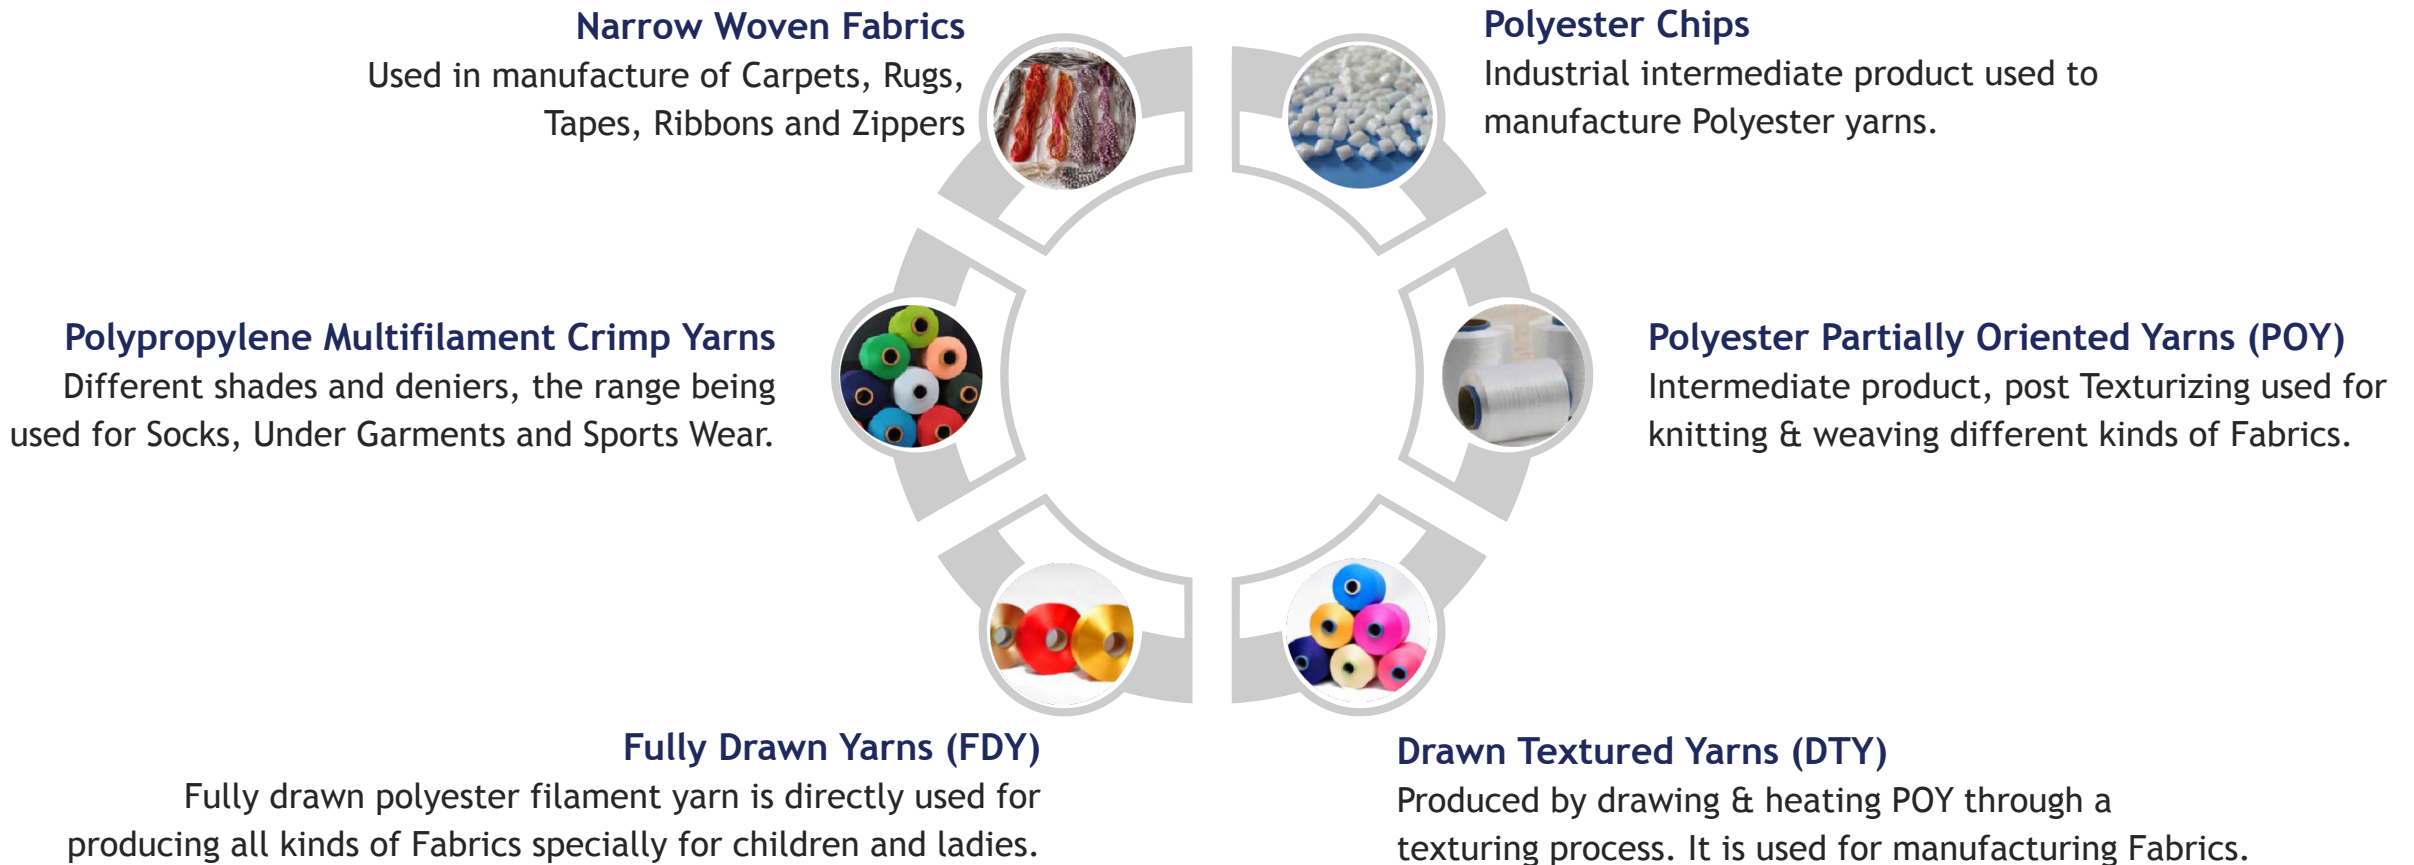 Narrow Woven Fabrics
Used in manufacture of Carpets, Rugs,
Tapes, Ribbons and Zippers
Polyester Chips
Industrial intermediate product used to
manufacture Polyester yarns.
Polypropylene Multifilament Crimp Yarns
Different shades and deniers, the range being
used for Socks, Under Garments and Sports Wear.
Polyester Partially Oriented Yarns (POY)
Intermediate product, post Texturizing used for
knitting & weaving different kinds of Fabrics.
Fully Drawn Yarns (FDY)
Fully drawn polyester filament yarn is directly used for
producing all kinds of Fabrics specially for children and ladies.
Drawn Textured Yarns (DTY)
Produced by drawing & heating POY through a
texturing process. It is used for manufacturing Fabrics.